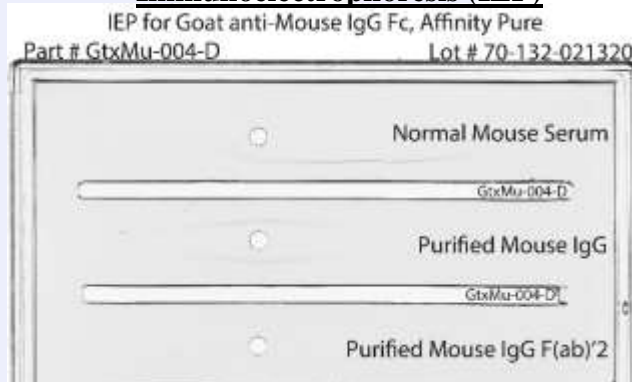 IEP for Goat anti-Mouse IgG Fc, Affinity Pure
Part # GtxMu-004-D Lot # 70-132-021320
Normal Mouse Serum
GtxMu-004-D
Purified Mouse IgG
GtxMu-004-D
Purified Mouse IgG F(ab)'2